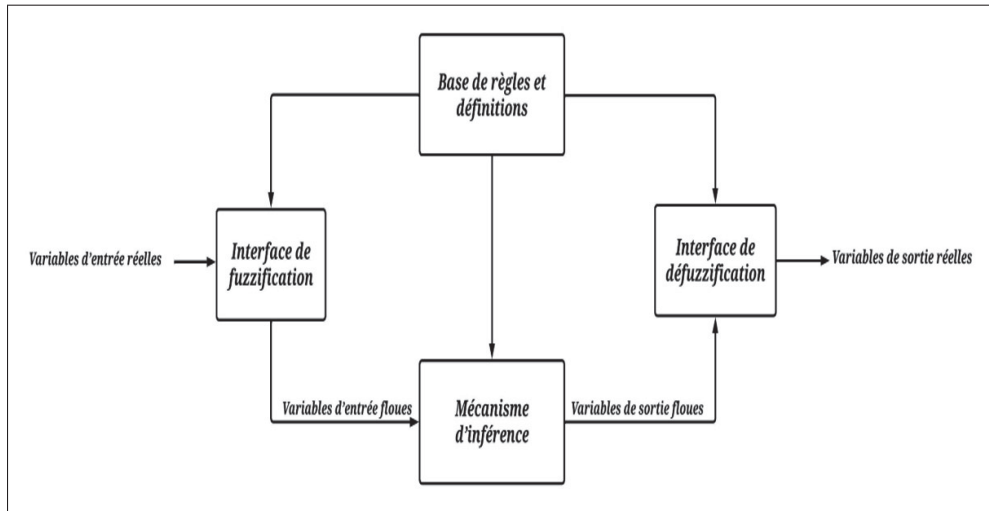 Base de règles et
définitions
Variables d'entrée réelles
Interface de
fuzzification
Interface de
défuzzification
Variables de sortie réelles
Variables d'entrée floues
Mécanisme
d'inférence
Variables de sortie floues